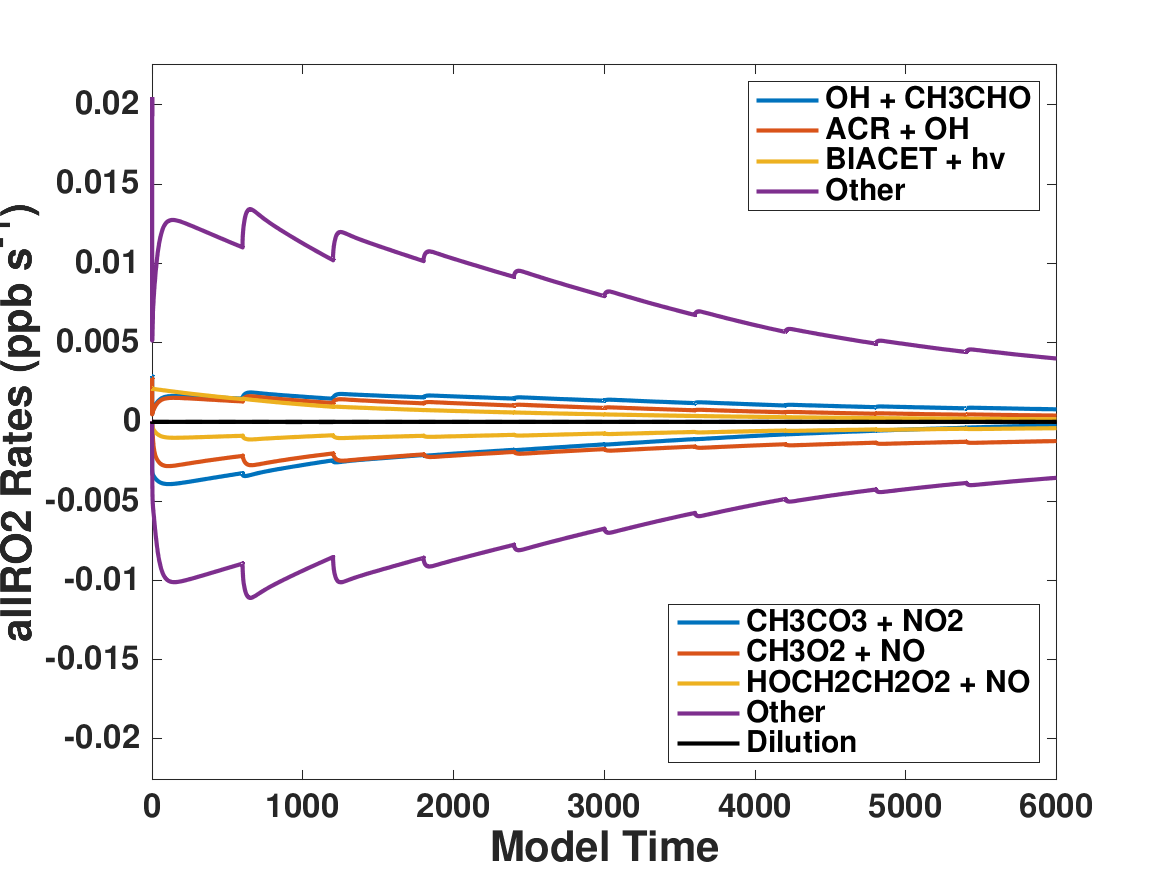 allRO2 Rates (ppb s⁻¹)
0.02
0.015
0.01
0.005
0
-0.005
-0.01
-0.015
-0.02
OH + CH3CHO
ACR + OH
BIACET + hv
Other
CH3CO3 + NO2
CH3O2 + NO
HOCH2CH2O2 + NO
Other
Dilution
0 1000 2000 3000 4000 5000 6000
Model Time